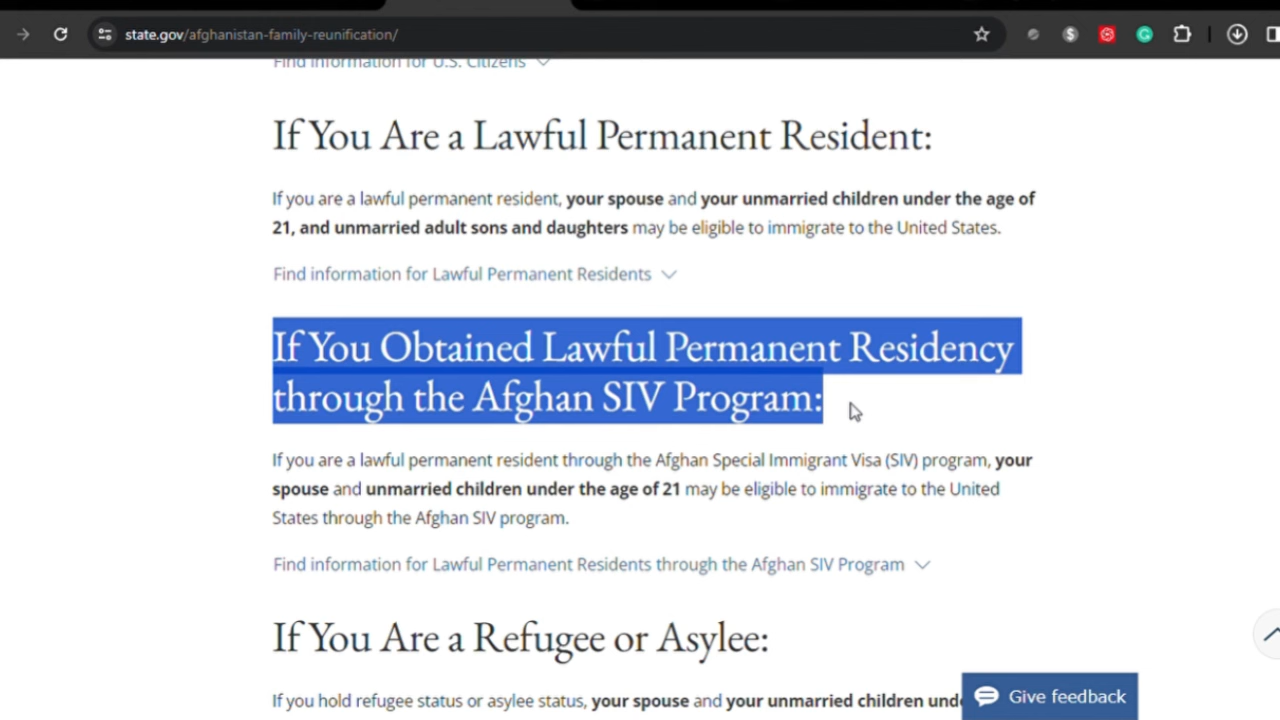 state.gov/afghanistan-family-reunification/
Find information for U.S. Citizens
If You Are a Lawful Permanent Resident:
If you are a lawful permanent resident, your spouse and your unmarried children under the age of
21, and unmarried adult sons and daughters may be eligible to immigrate to the United States.
Find information for Lawful Permanent Residents
If You Obtained Lawful Permanent Residency
through the Afghan SIV Program:
If you are a lawful permanent resident through the Afghan Special Immigrant Visa (SIV) program, your
spouse and unmarried children under the age of 21 may be eligible to immigrate to the United
States through the Afghan SIV program.
Find information for Lawful Permanent Residents through the Afghan SIV Program
If You Are a Refugee or Asylee:
If you hold refugee status or asylee status, your spouse and your unmarried children
Give feedback